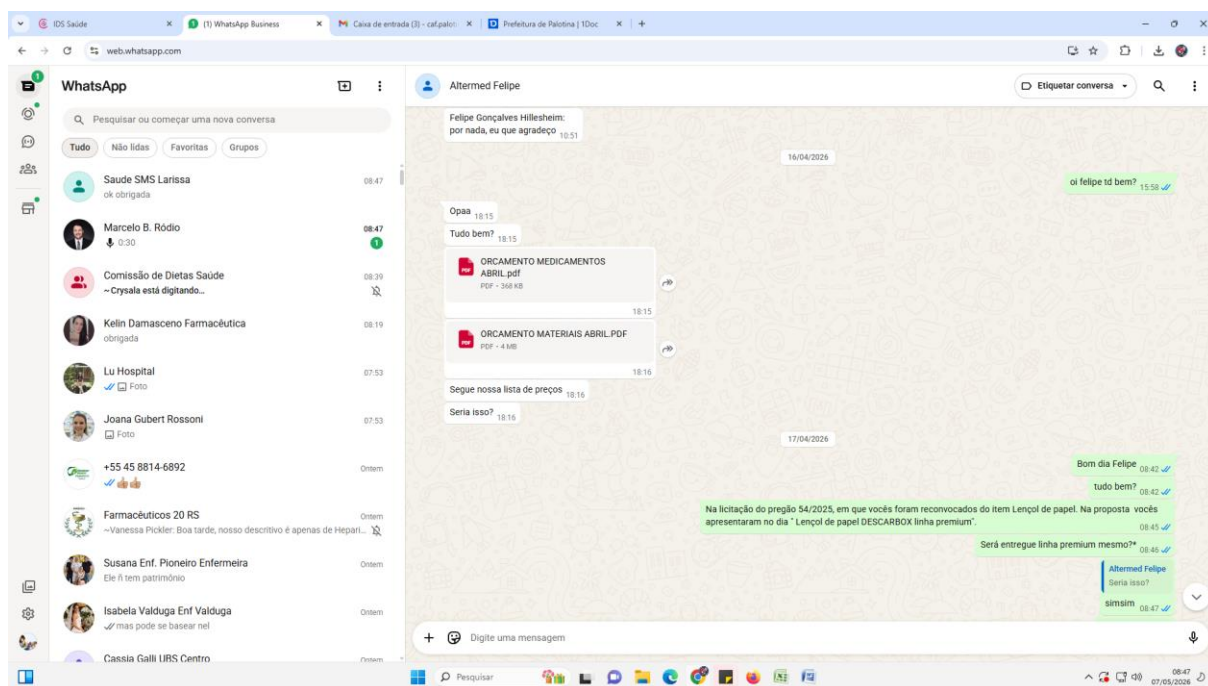 IDS Saúde
(1) WhatsApp Business
Caixa de entrada (3) - caf.paloti
Prefeitura de Palotina | 1Doc
web.whatsapp.com
1
WhatsApp
Pesquisar ou começar uma nova conversa
Tudo
Não lidas
Favoritas
Grupos
Saude SMS Larissa
08:47
ok obrigada
Marcelo B. Ródio
08:47
0:30
1
Comissão de Dietas Saúde
08:39
~ Crysala está digitando...
Kelin Damasceno Farmacêutica
08:19
obrigada
Lu Hospital
07:53
Foto
Joana Gubert Rossoni
07:53
Foto
+55 45 8814-6892
Ontem
Farmacêuticos 20 RS
Ontem
~Vanessa Pickler: Boa tarde, nosso descritivo é apenas de Hepari...
Susana Enf. Pioneiro Enfermeira
Ontem
Ele ñ tem patrimônio
Isabela Valduga Enf Valduga
Ontem
mas pode se basear nel
Cassia Galli UBS Centro
Ontem
Altermed Felipe
Etiquetar conversa
Felipe Gonçalves Hillesheim:
por nada, eu que agradeço 10:51
16/04/2026
oi felipe td bem? 15:58
Opaa 18:15
Tudo bem? 18:15
ORCAMENTO MEDICAMENTOS
ABRIL.pdf
PDF
PDF • 368 KB
18:15
ORCAMENTO MATERIAIS ABRIL.PDF
PDF
PDF • 4 MB
18:16
Segue nossa lista de preços 18:16
Seria isso? 18:16
17/04/2026
Bom dia Felipe 08:42
tudo bem? 08:42
Na licitação do pregão 54/2025, em que vocês foram reconvocados do item Lençol de papel. Na proposta vocês
apresentaram no dia " Lençol de papel DESCARBOX linha premium".
08:45
Será entregue linha premium mesmo?* 08:46
Altermed Felipe
Seria isso?
simsim 08:47
Digite uma mensagem
Pesquisar
08:47
07/05/2026